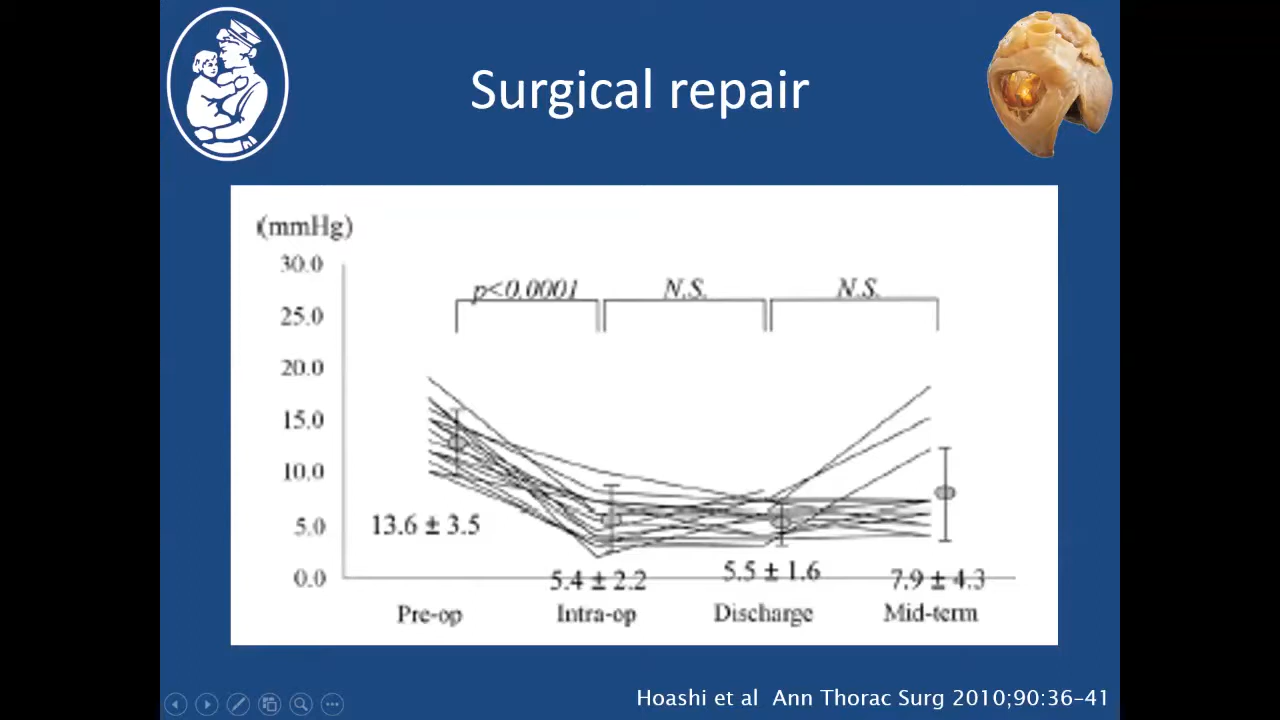 Surgical repair
(mmHg)
30.0
25.0
20.0
15.0
10.0
5.0
0.0
p<0.0001
N.S.
N.S.
13.6 ± 3.5
5.4 ± 2.2
5.5 ± 1.6
7.9 ± 4.3
Pre-op
Intra-op
Discharge
Mid-term
Hoashi et al Ann Thorac Surg 2010;90:36-41